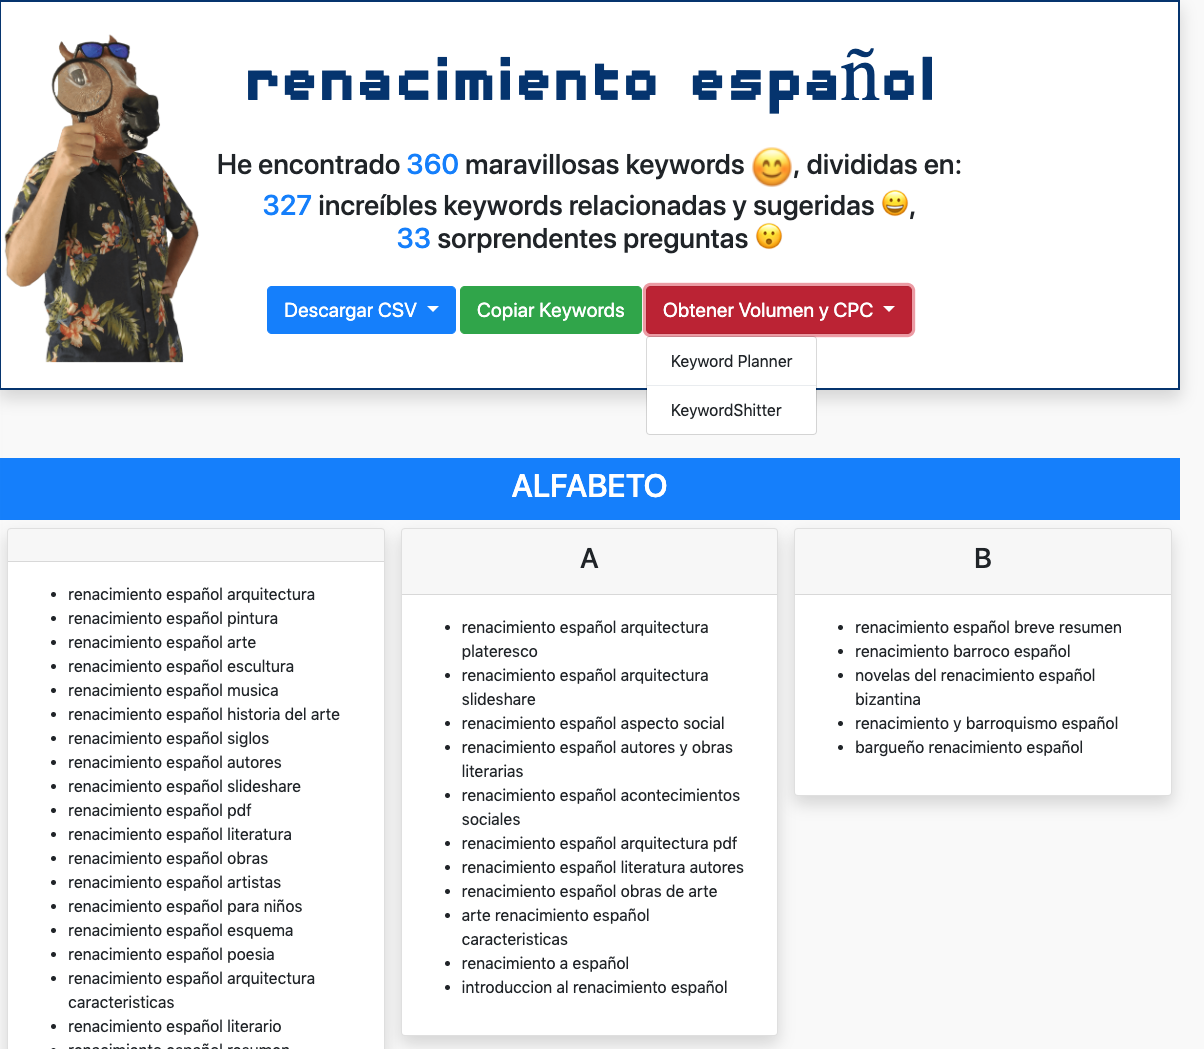 renacimiento español
He encontrado 360 maravillosas keywords 😊, divididas en:
327 increíbles keywords relacionadas y sugeridas 😀,
33 sorprendentes preguntas 😮
Descargar CSV
Copiar Keywords
Obtener Volumen y CPC
Keyword Planner
KeywordShitter
ALFABETO
renacimiento español arquitectura
renacimiento español pintura
renacimiento español arte
renacimiento español escultura
renacimiento español musica
renacimiento español historia del arte
renacimiento español siglos
renacimiento español autores
renacimiento español slideshare
renacimiento español pdf
renacimiento español literatura
renacimiento español obras
renacimiento español artistas
renacimiento español para niños
renacimiento español esquema
renacimiento español poesia
renacimiento español arquitectura
caracteristicas
renacimiento español literario
renacimiento español resumen
A
renacimiento español arquitectura
plateresco
renacimiento español arquitectura
slideshare
renacimiento español aspecto social
renacimiento español autores y obras
literarias
renacimiento español acontecimientos
sociales
renacimiento español arquitectura pdf
renacimiento español literatura autores
renacimiento español obras de arte
arte renacimiento español
caracteristicas
renacimiento a español
introduccion al renacimiento español
B
renacimiento español breve resumen
renacimiento barroco español
novelas del renacimiento español
bizantina
renacimiento y barroquismo español
bargueño renacimiento español